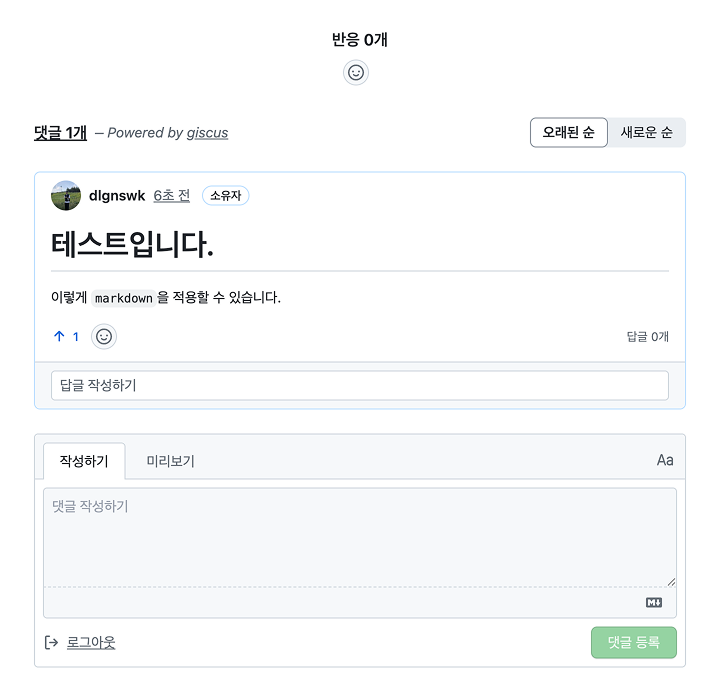 반응 0개
댓글 1개 – Powered by giscus
오래된 순 새로운 순
dlgnswk 6초 전 소유자
테스트입니다.
이렇게 markdown 을 적용할 수 있습니다.
↑ 1 답글 0개
답글 작성하기
작성하기 미리보기 Aa
댓글 작성하기
M↓
로그아웃 댓글 등록